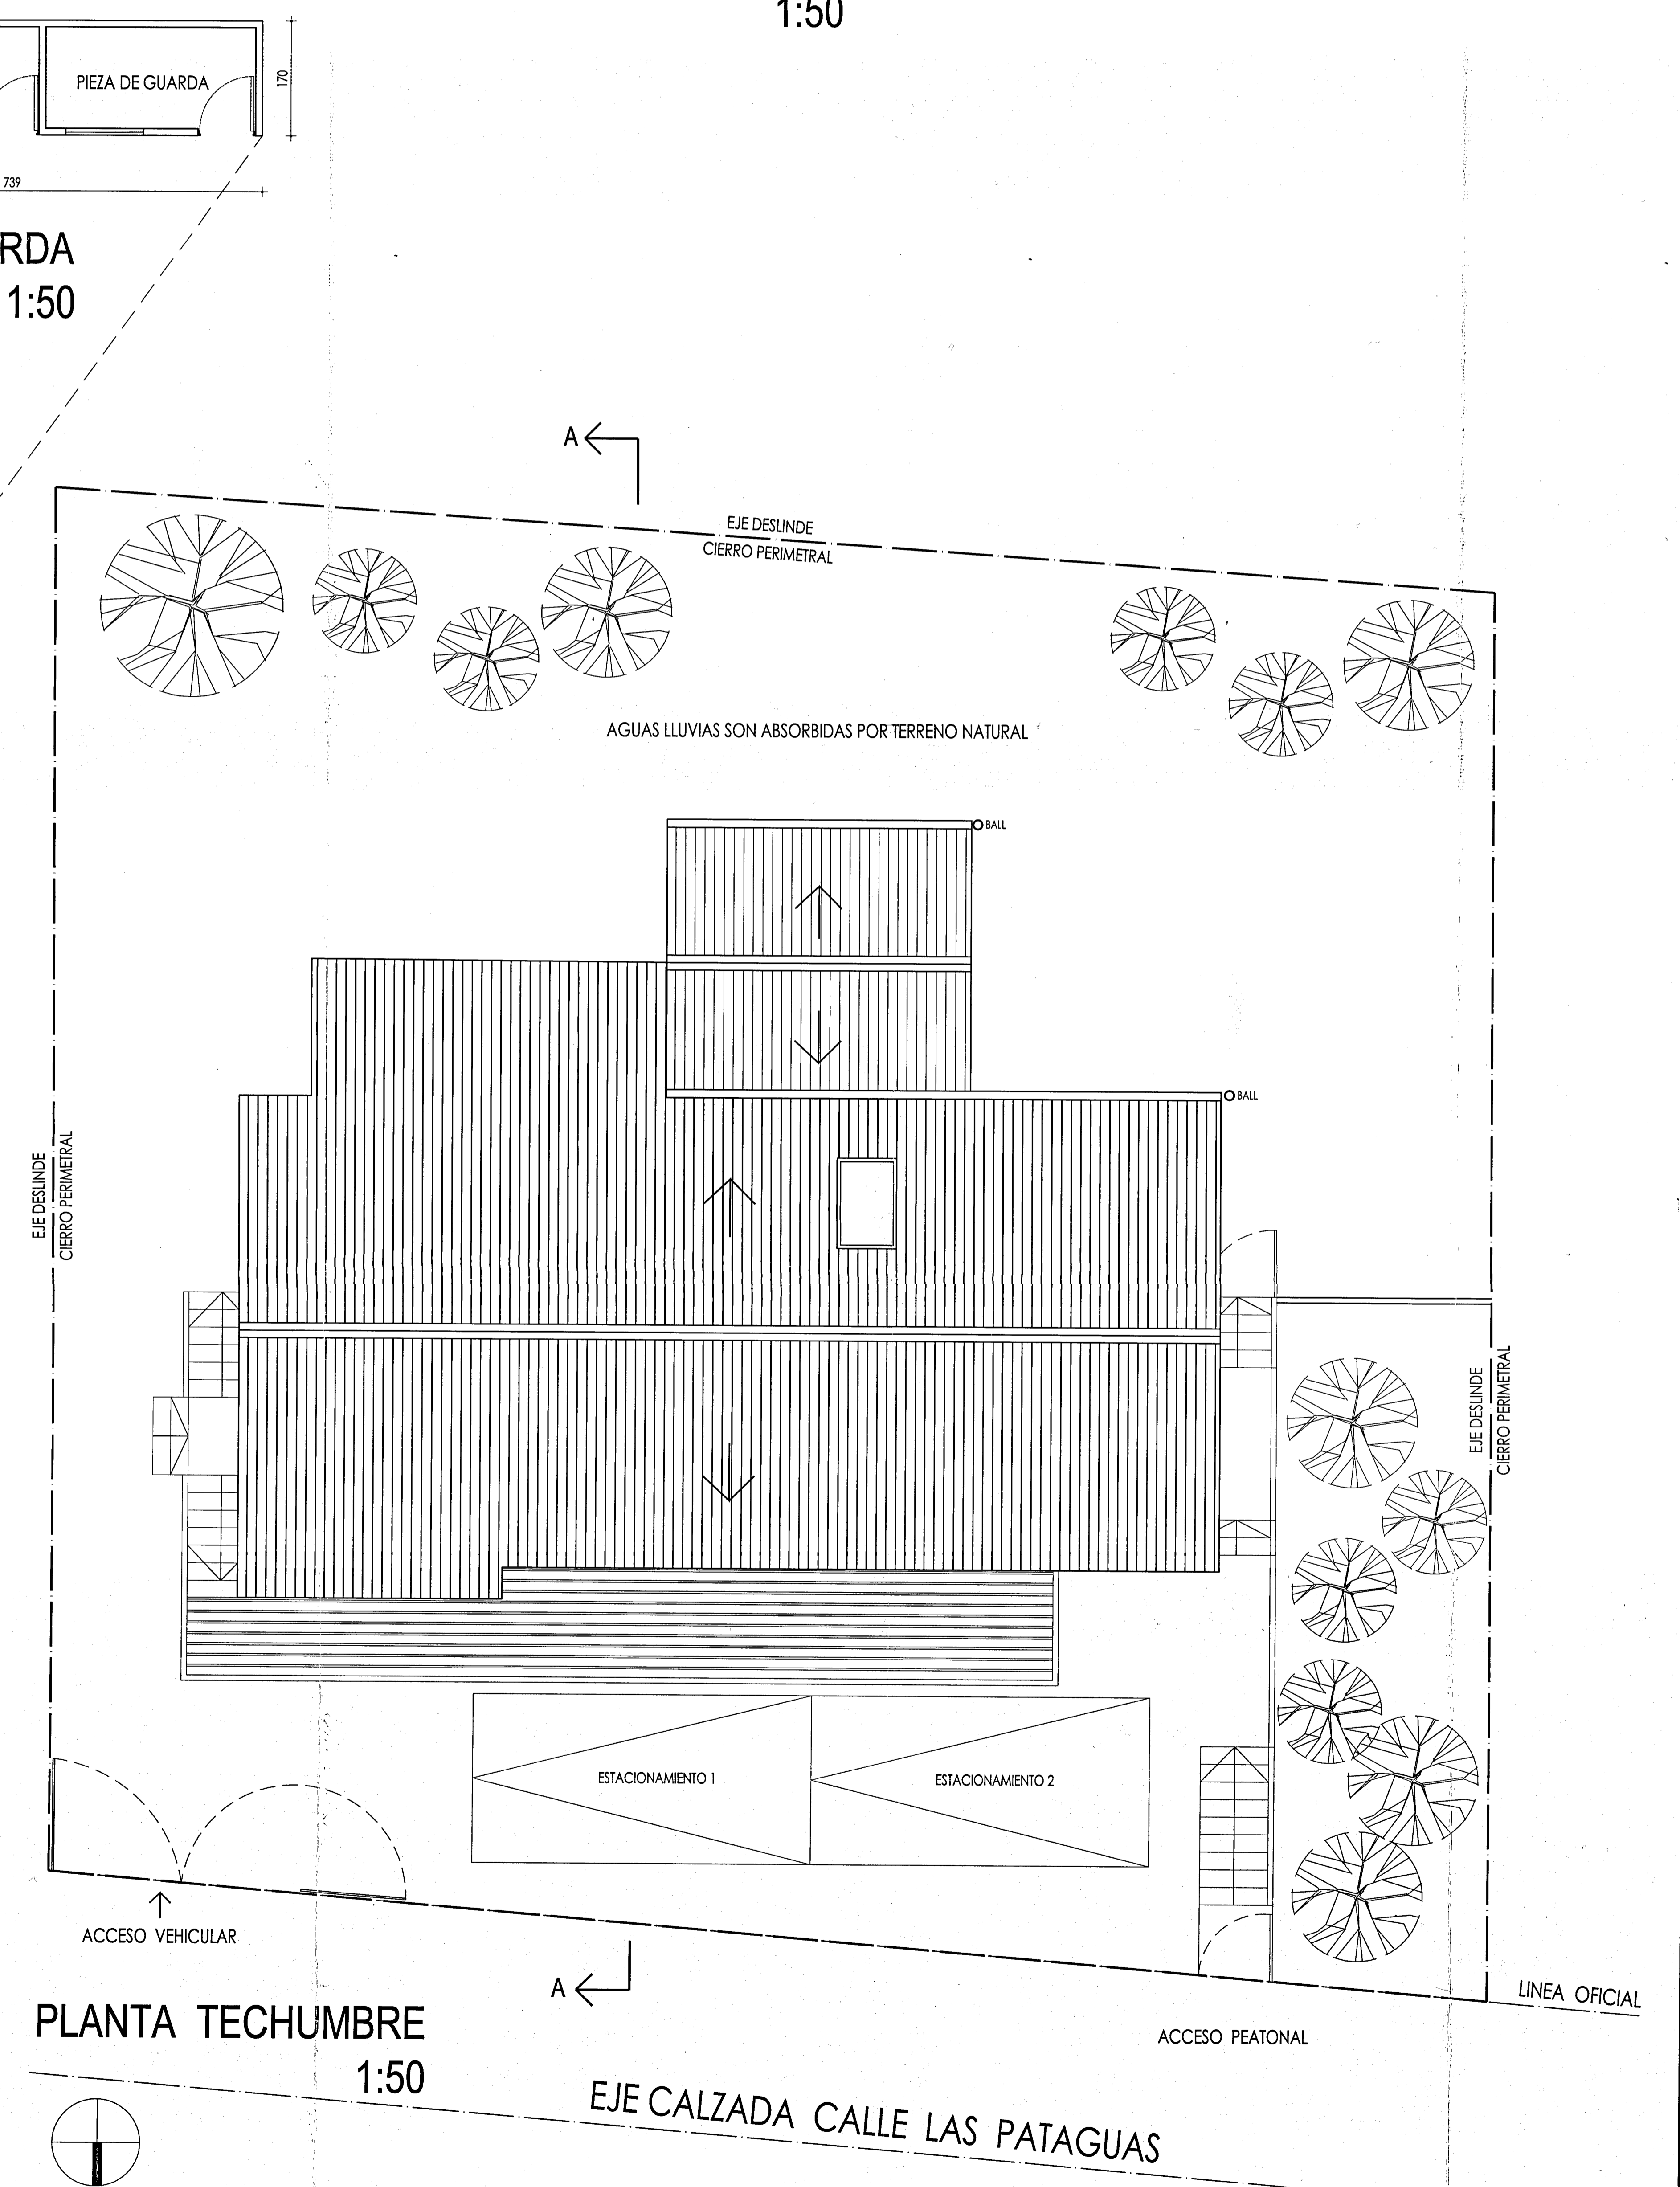 1:50
PIEZA DE GUARDA
170
739
RDA
1:50
A
EJE DESLINDE
CIERRO PERIMETRAL
AGUAS LLUVIAS SON ABSORBIDAS POR TERRENO NATURAL
BALL
BALL
EJE DESLINDE
CIERRO PERIMETRAL
EJE DESLINDE
CIERRO PERIMETRAL
ESTACIONAMIENTO 1
ESTACIONAMIENTO 2
ACCESO VEHICULAR
A
LINEA OFICIAL
PLANTA TECHUMBRE
1:50
ACCESO PEATONAL
EJE CALZADA CALLE LAS PATAGUAS